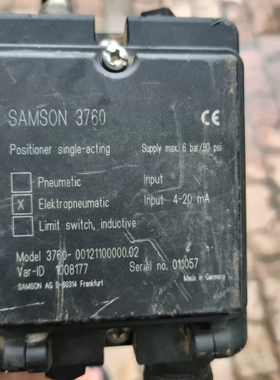 SAMSON 3760
CE
Positioner single-acting Supply max. 6 bar/90 psi
Pneumatic Input
X Elektropneumatic Input 4-20 mA
Limit switch, inductive
Model 3760-00121100000.02
Var-ID 1008177 Serial no. 011057
SAMSON AG D-60314 Frankfurt Made in Germany